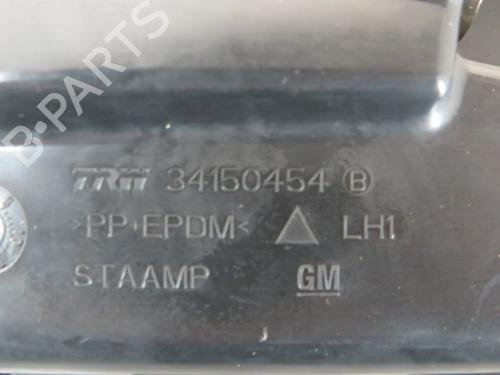 B-PARTS
TRW 34150454 B
>PP+EPDM< LH1
STAAMP GM